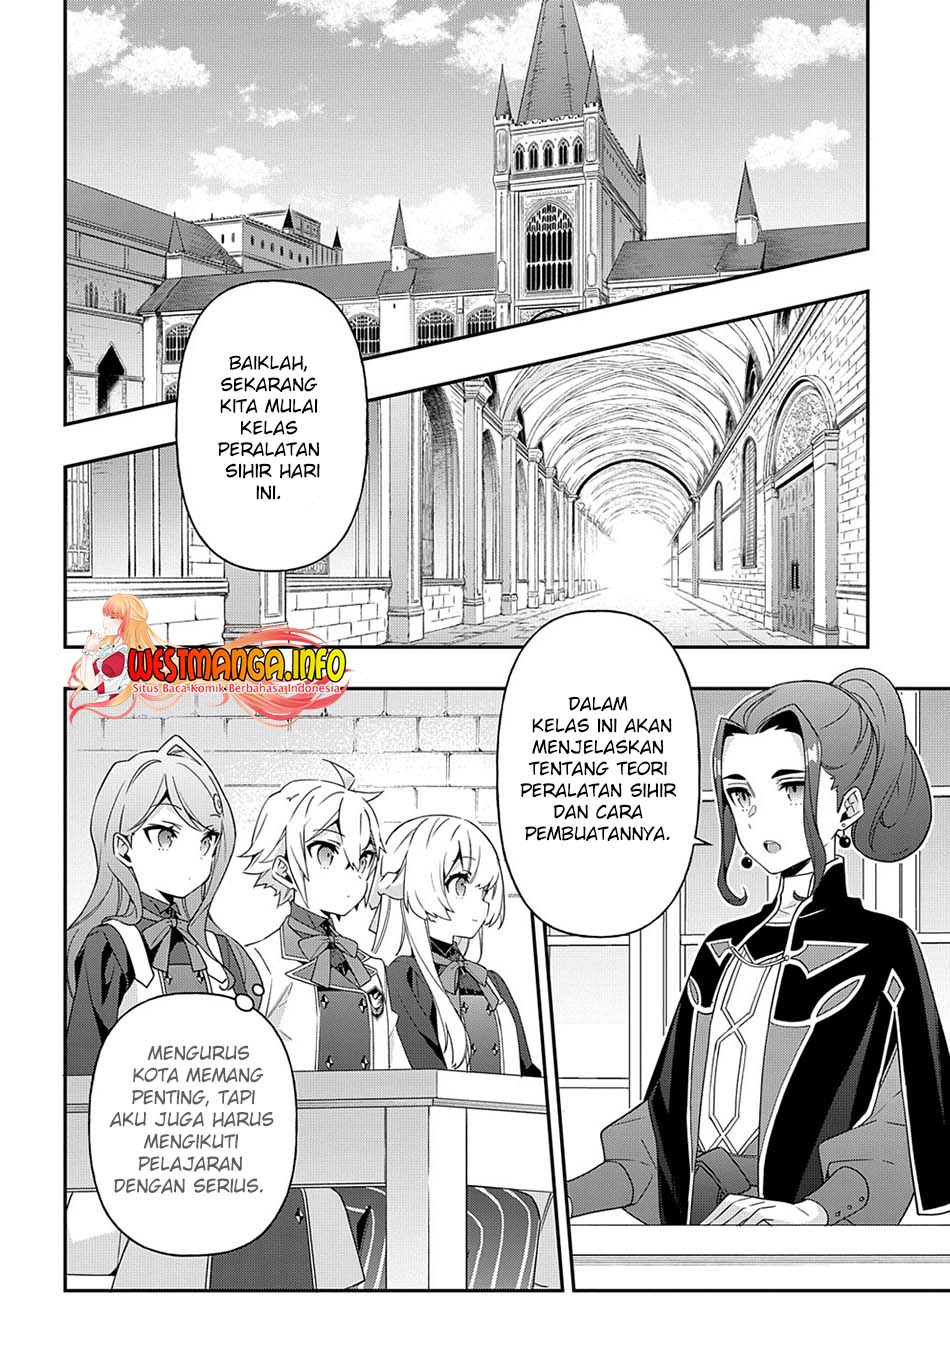 BAIKLAH,
SEKARANG
KITA MULAI
KELAS
PERALATAN
SIHIR HARI
INI.
WESTMANGA.INFO
Situs Baca Komik Berbahasa Indonesia
DALAM
KELAS INI AKAN
MENJELASKAN
TENTANG TEORI
PERALATAN SIHIR
DAN CARA
PEMBUATANNYA.
MENGURUS
KOTA MEMANG
PENTING, TAPI
AKU JUGA HARUS
MENGIKUTI
PELAJARAN
DENGAN SERIUS.